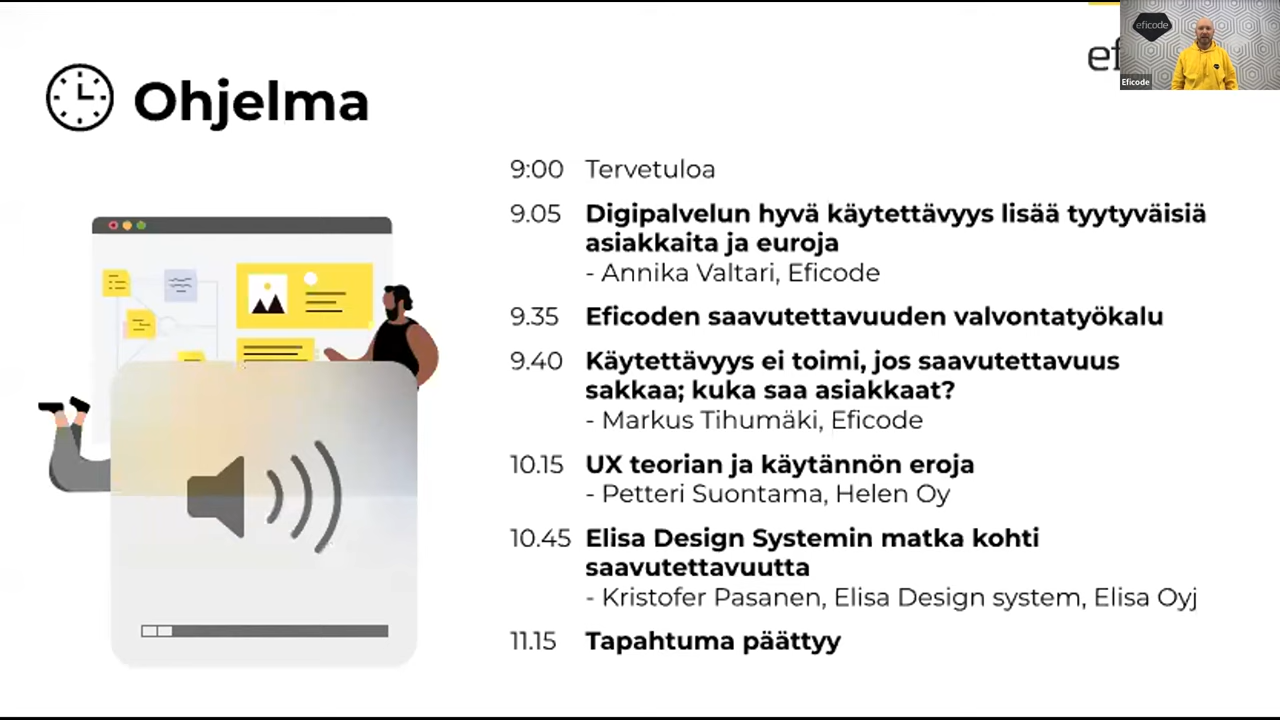 Ohjelma
eficode
Eficode
9:00 Tervetuloa
9.05 Digipalvelun hyvä käytettävyys lisää tyytyväisiä
asiakkaita ja euroja
- Annika Valtari, Eficode
9.35 Eficoden saavutettavuuden valvontatyökalu
9.40 Käytettävyys ei toimi, jos saavutettavuus
sakkaa; kuka saa asiakkaat?
- Markus Tihumäki, Eficode
10.15 UX teorian ja käytännön eroja
- Petteri Suontama, Helen Oy
10.45 Elisa Design Systemin matka kohti
saavutettavuutta
- Kristofer Pasanen, Elisa Design system, Elisa Oyj
11.15 Tapahtuma päättyy